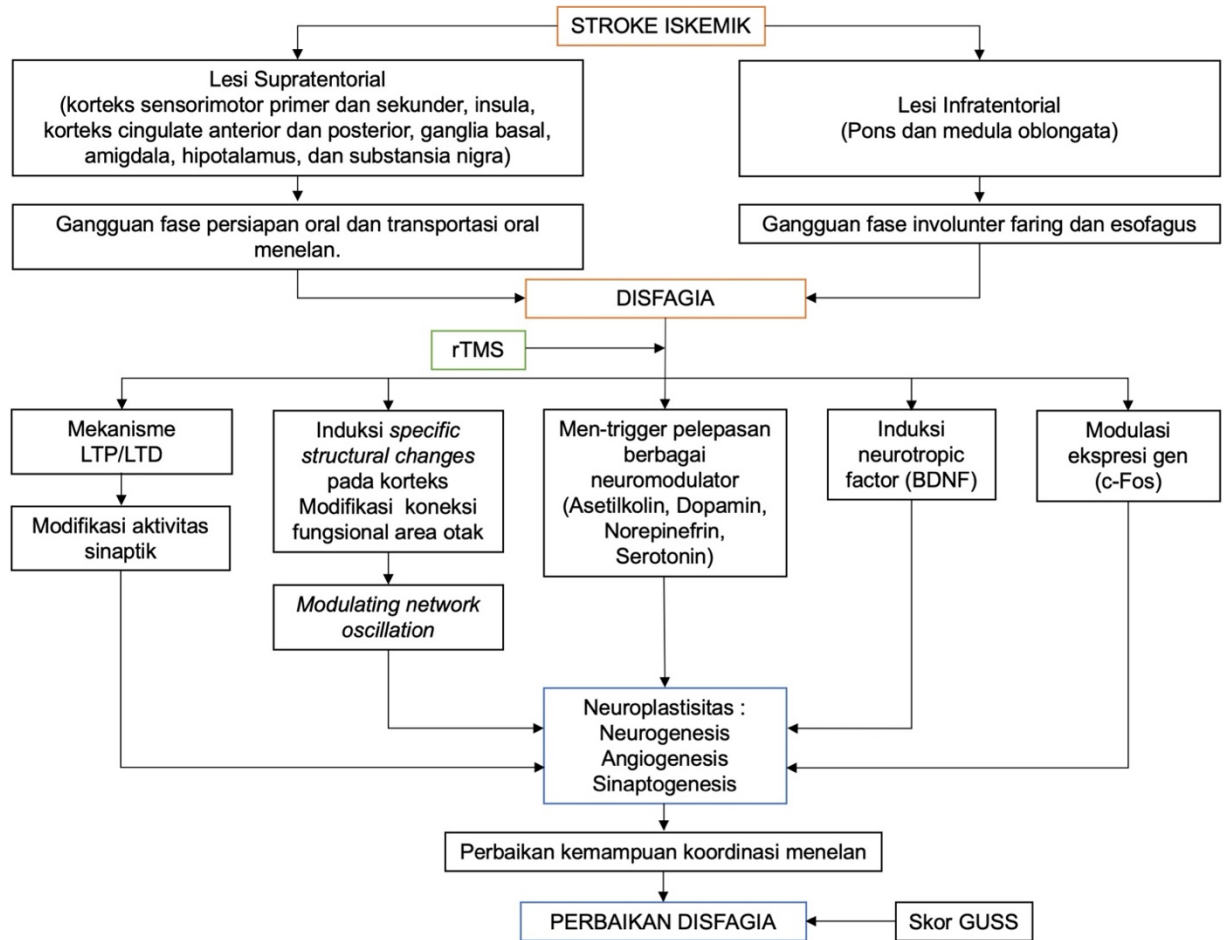 STROKE ISKEMIK
Lesi Supratentorial
(korteks sensorimotor primer dan sekunder, insula,
korteks cingulate anterior dan posterior, ganglia basal,
amigdala, hipotalamus, dan substansia nigra)
Lesi Infratentorial
(Pons dan medula oblongata)
Gangguan fase persiapan oral dan transportasi oral
menelan.
Gangguan fase involunter faring dan esofagus
DISFAGIA
rTMS
Mekanisme
LTP/LTD
Modifikasi aktivitas
sinaptik
Induksi specific
structural changes
pada korteks
Modifikasi koneksi
fungsional area otak
Modulating network
oscillation
Men-trigger pelepasan
berbagai
neuromodulator
(Asetilkolin, Dopamin,
Norepinefrin,
Serotonin)
Induksi
neurotropic
factor (BDNF)
Modulasi
ekspresi gen
(c-Fos)
Neuroplastisitas :
Neurogenesis
Angiogenesis
Sinaptogenesis
Perbaikan kemampuan koordinasi menelan
PERBAIKAN DISFAGIA
Skor GUSS